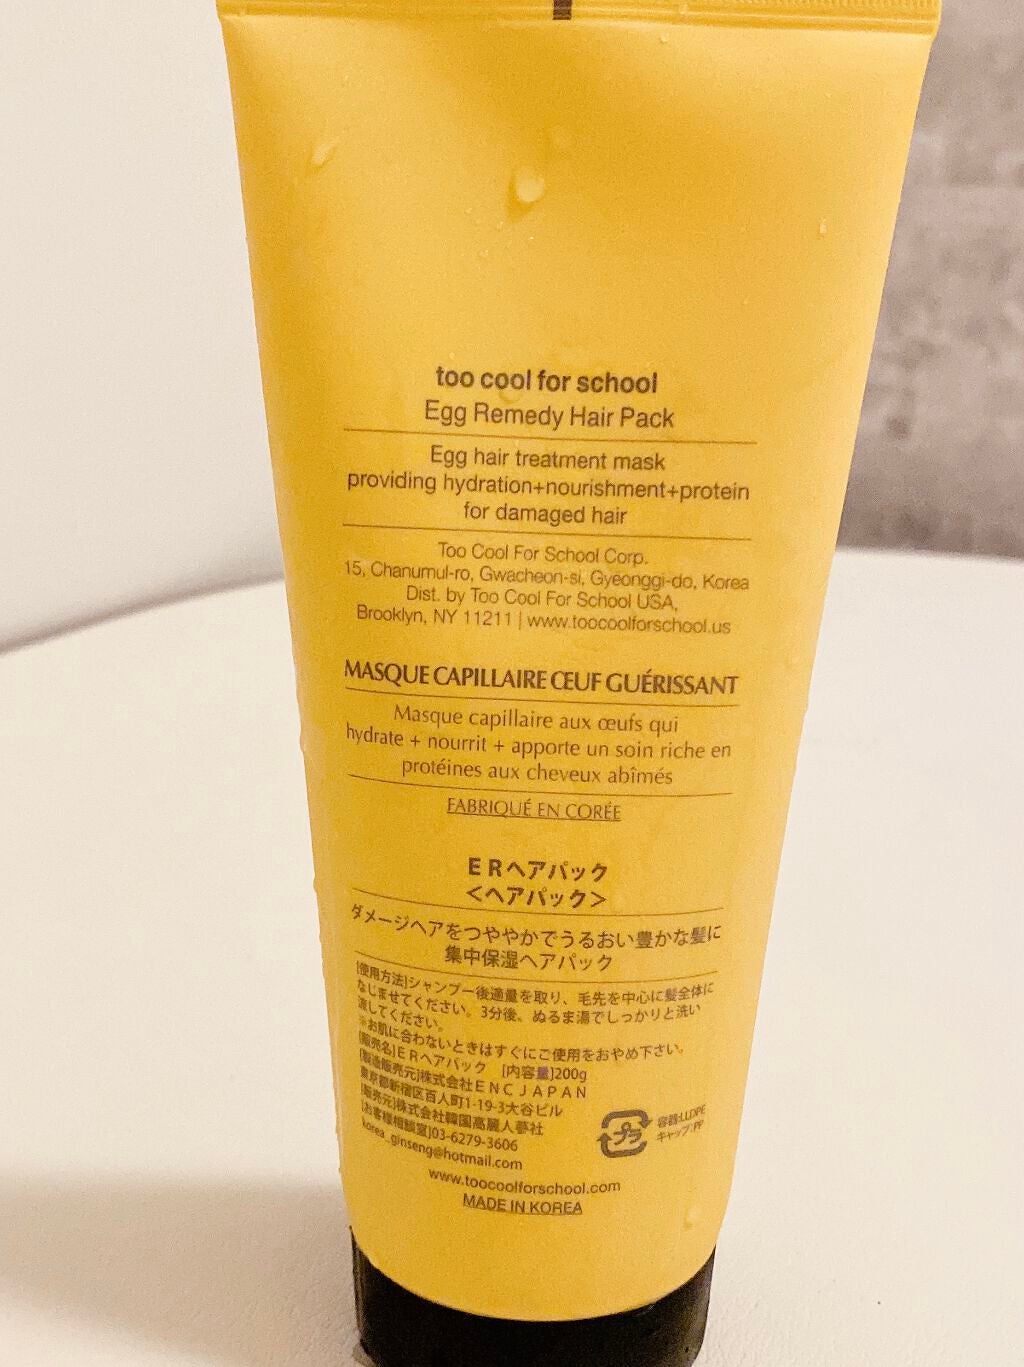 too cool for school
Egg Remedy Hair Pack
Egg hair treatment mask
providing hydration+nourishment+protein
for damaged hair
Too Cool For School Corp.
15, Chanumul-ro, Gwacheon-si, Gyeonggi-do, Korea
Dist. by Too Cool For School USA,
Brooklyn, NY 11211 | www.toocoolforschool.us
MASQUE CAPILLAIRE ŒUF GUÉRISSANT
Masque capillaire aux œufs qui
hydrate + nourrit + apporte un soin riche en
protéines aux cheveux abîmés
FABRIQUÉ EN CORÉE
ERヘアパック
<ヘアパック>
ダメージヘアをつややかでうるおい豊かな髪に
集中保湿ヘアパック
[使用方法]シャンプー後適量を取り、毛先を中心に髪全体に
なじませてください。3分後、ぬるま湯でしっかりと洗い
流してください。
※お肌に合わないときはすぐにご使用をおやめ下さい。
[販売名]ERヘアパック [内容量]200g
[製造販売元]株式会社ENC JAPAN
東京都新宿区百人町1-19-3大谷ビル
[販売元]株式会社韓国高麗人蔘社
[お客様相談室]03-6279-3606
korea_ginseng@hotmail.com
プラ
容器:LLDPE
キャップ:PP
www.toocoolforschool.com
MADE IN KOREA